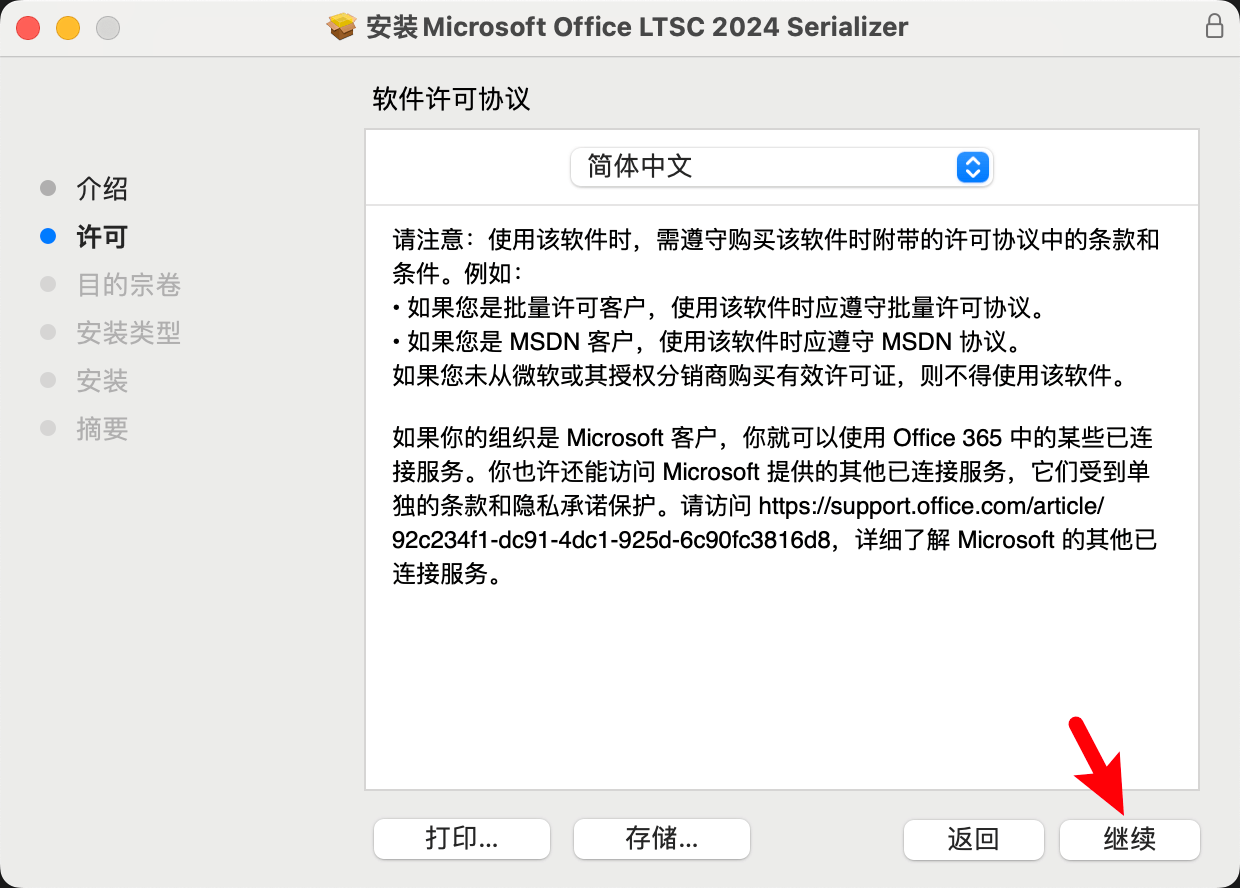 安装Microsoft Office LTSC 2024 Serializer
软件许可协议
介绍
许可
目的宗卷
安装类型
安装
摘要
简体中文
请注意：使用该软件时，需遵守购买该软件时附带的许可协议中的条款和
条件。例如：
• 如果您是批量许可客户，使用该软件时应遵守批量许可协议。
• 如果您是 MSDN 客户，使用该软件时应遵守 MSDN 协议。
如果您未从微软或其授权分销商购买有效许可证，则不得使用该软件。
如果你的组织是 Microsoft 客户，你就可以使用 Office 365 中的某些已连
接服务。你也许还能访问 Microsoft 提供的其他已连接服务，它们受到单
独的条款和隐私承诺保护。请访问 https://support.office.com/article/
92c234f1-dc91-4dc1-925d-6c90fc3816d8，详细了解 Microsoft 的其他已
连接服务。
打印... 存储... 返回 继续